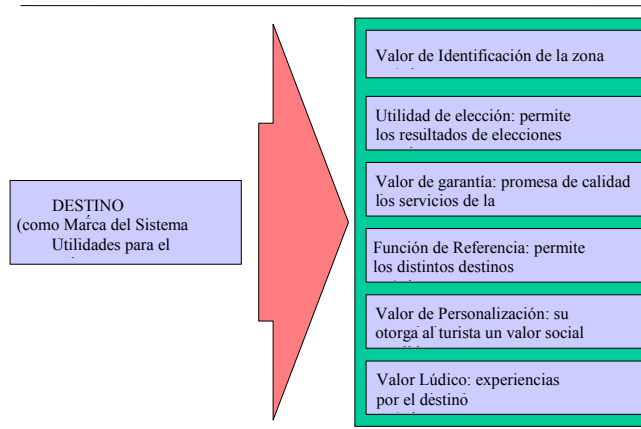 DESTINO
(como Marca del Sistema
Utilidades para el
Valor de Identificación de la zona
Utilidad de elección: permite
los resultados de elecciones
Valor de garantía: promesa de calidad
los servicios de la
Función de Referencia: permite
los distintos destinos
Valor de Personalización: su
otorga al turista un valor social
Valor Lúdico: experiencias
por el destino